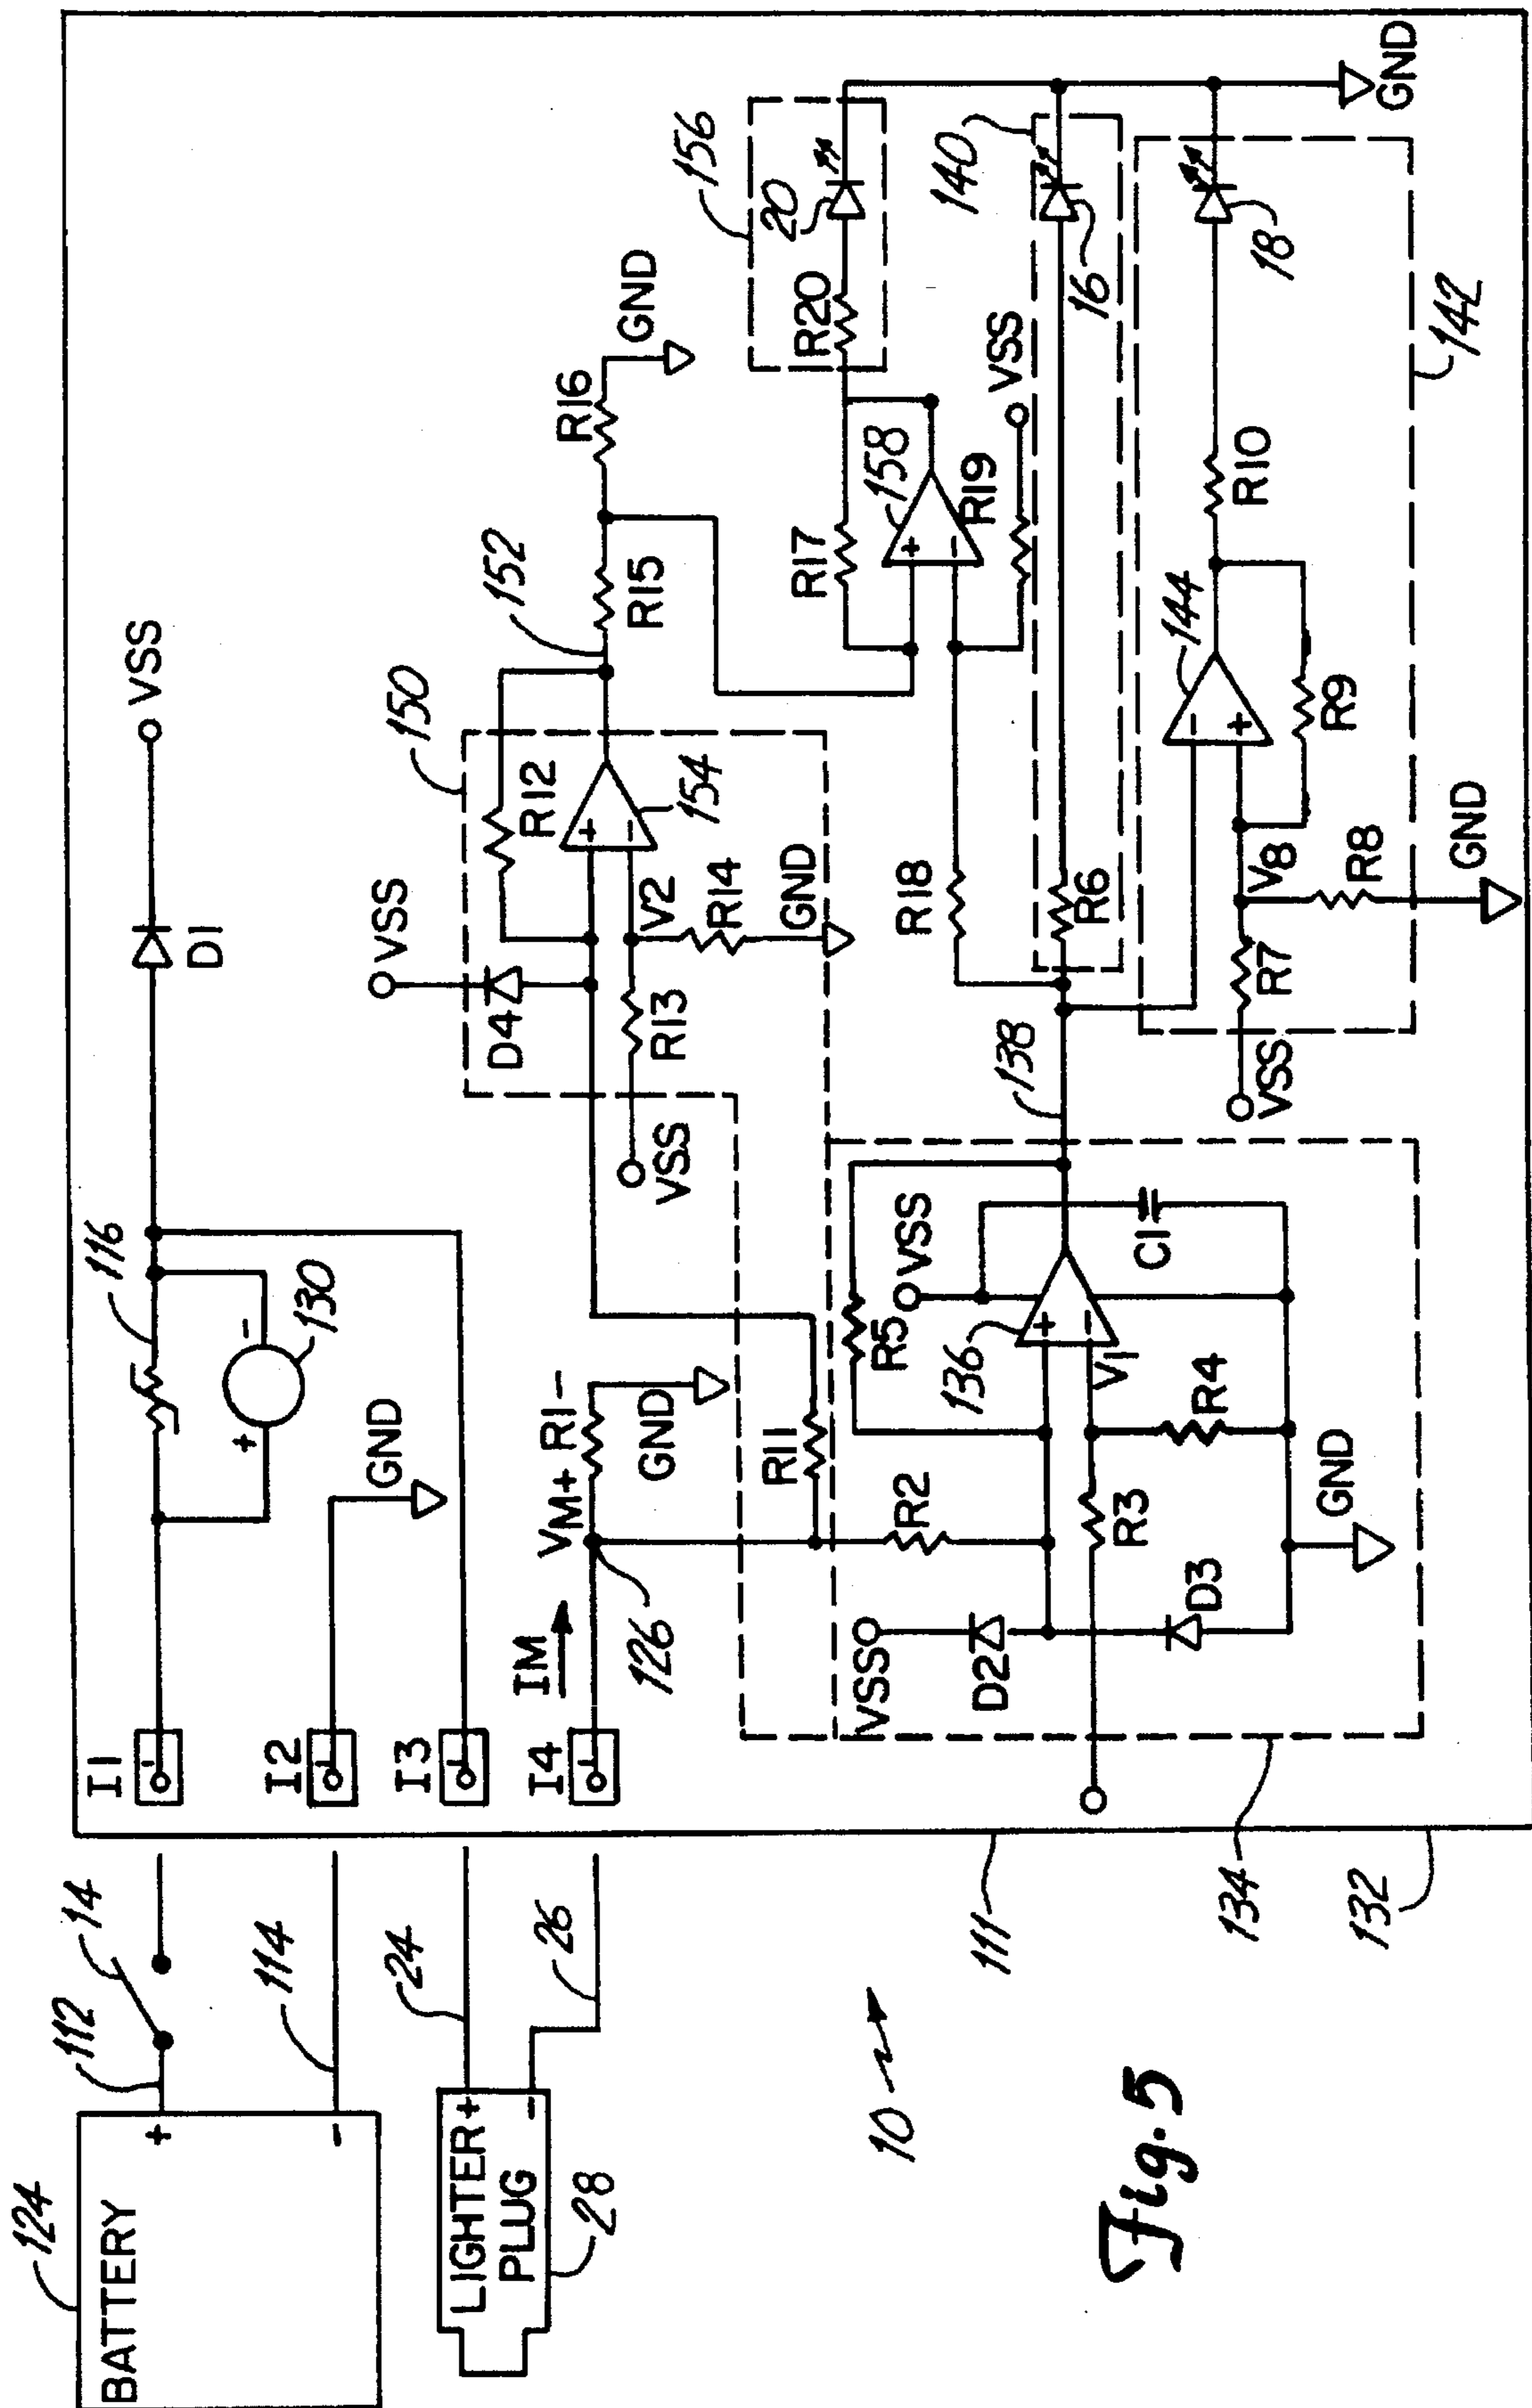 124
BATTERY
+
-
112
14
114
LIGHTER+
PLUG
-
28
24
26
10
111
134
132
I1
I2
I3
I4
116
130
+
-
GND
D1
VSS
IM
126
VM+
R1
-
GND
R11
R2
150
VSS
D4
R12
R13
VSS
V2
R14
GND
+
-
154
152
R15
R16
GND
VSS
D2
D3
R3
R4
V1
R5
136
+
-
VSS
C1
GND
138
R18
R17
158
+
-
R19
VSS
R20
20
156
140
R6
16
GND
144
-
+
R9
R10
18
VSS
R7
V8
R8
GND
142
Fig. 5